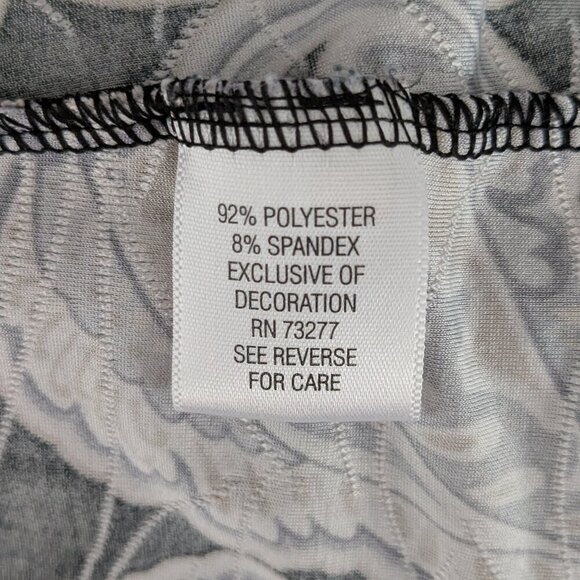 92% POLYESTER
8% SPANDEX
EXCLUSIVE OF
DECORATION
RN 73277
SEE REVERSE
FOR CARE